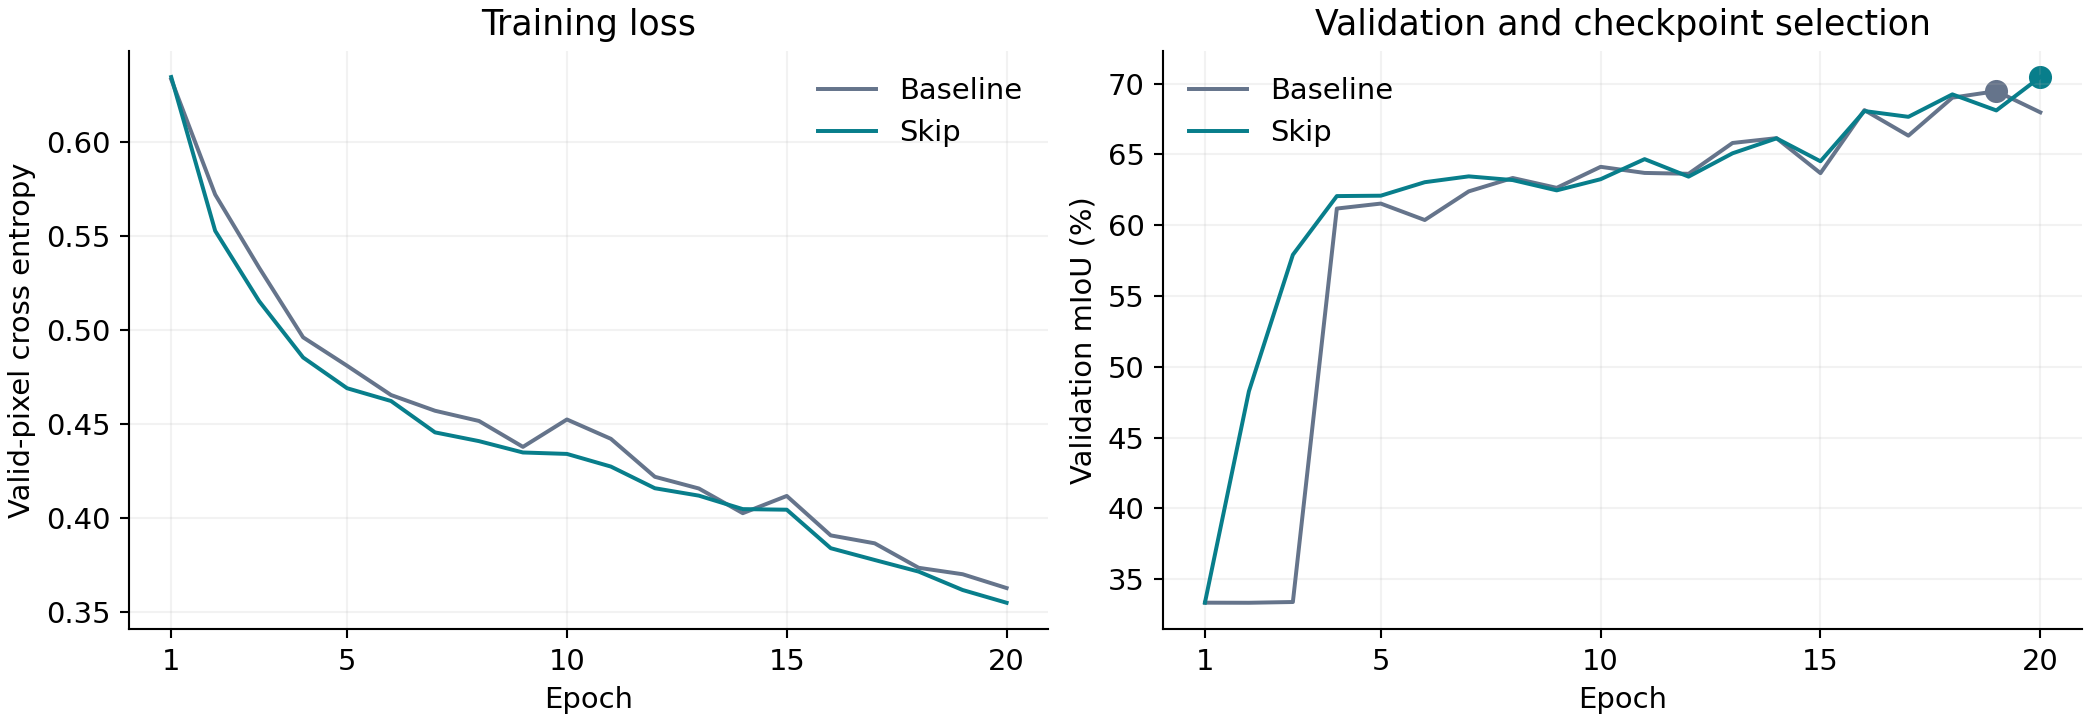 Training loss
Valid-pixel cross entropy
0.60
0.55
0.50
0.45
0.40
0.35
Baseline
Skip
1 5 10 15 20
Epoch
Validation and checkpoint selection
Validation mIoU (%)
70
65
60
55
50
45
40
35
Baseline
Skip
1 5 10 15 20
Epoch